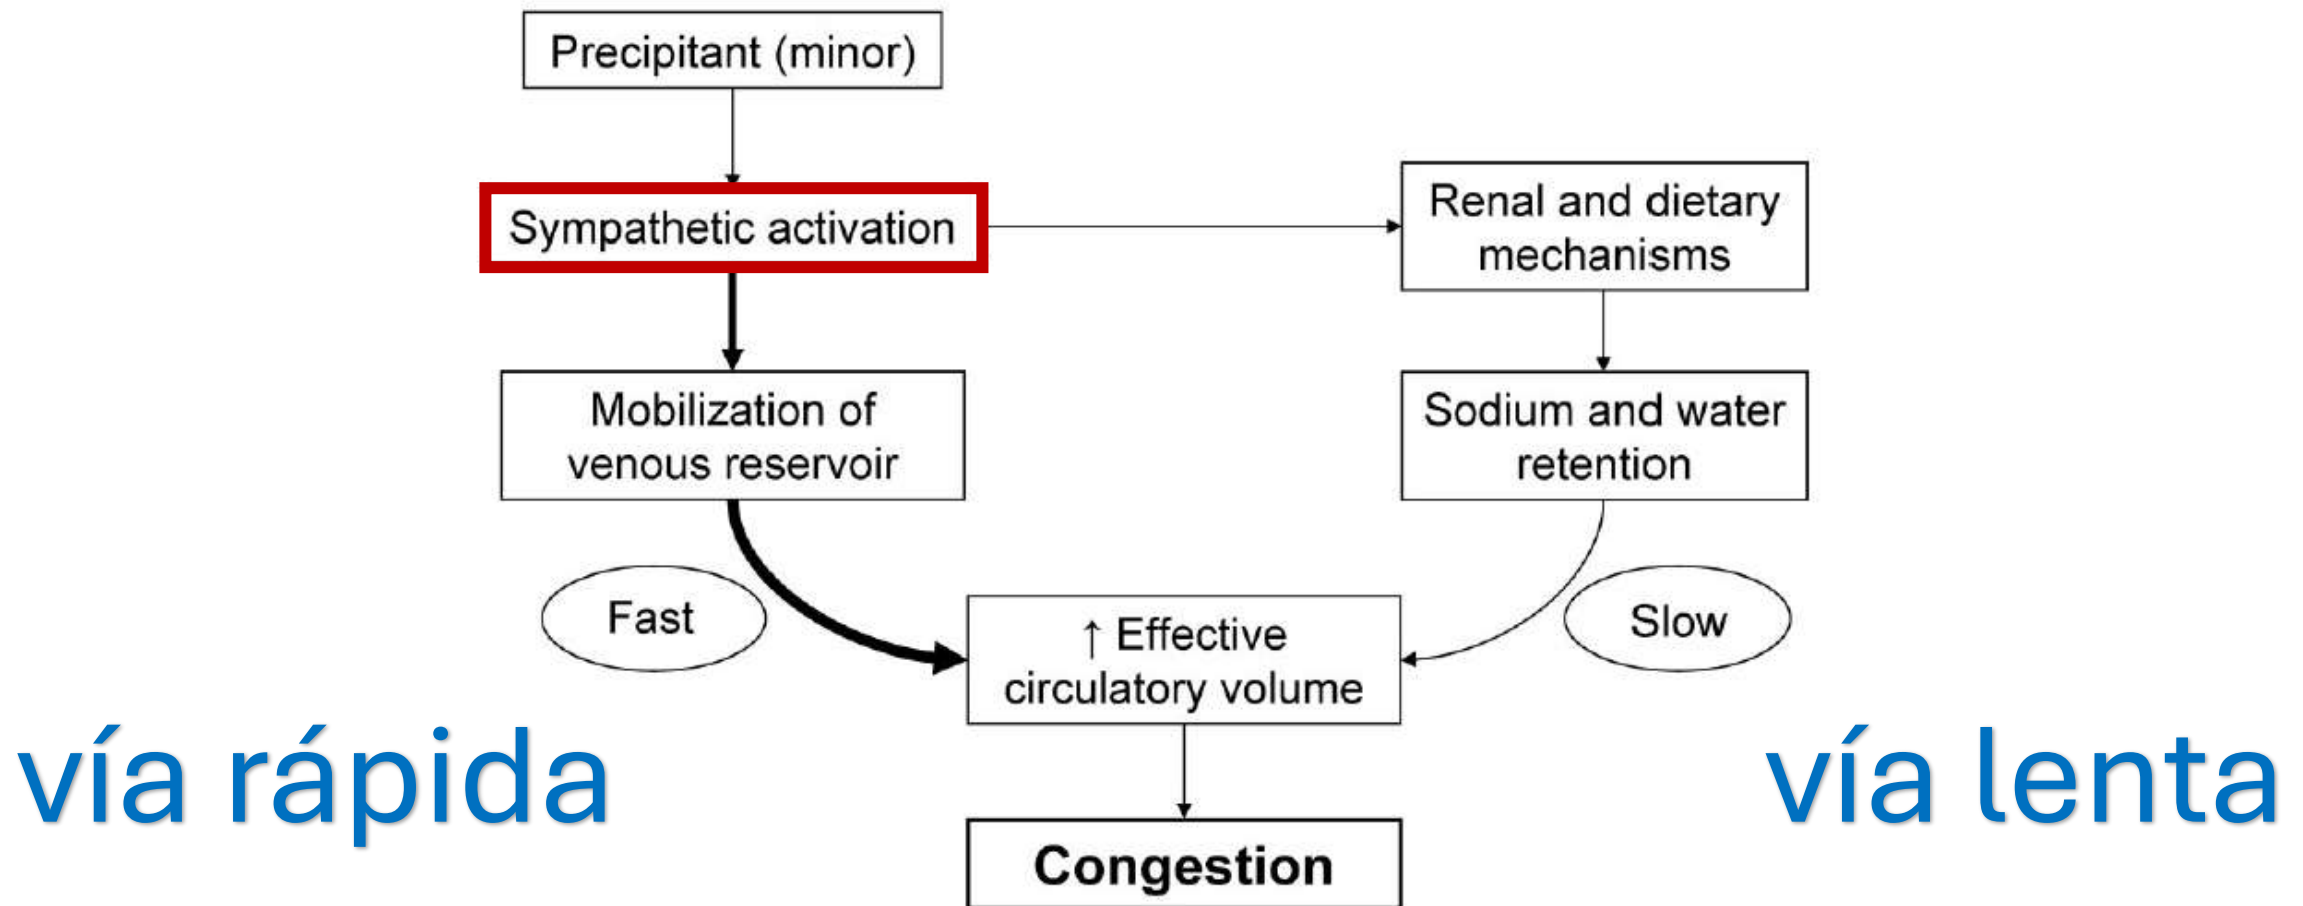 Precipitant (minor)
Sympathetic activation
Renal and dietary
mechanisms
Mobilization of
venous reservoir
Sodium and water
retention
Fast
Slow
↑ Effective
circulatory volume
vía rápida
vía lenta
Congestion